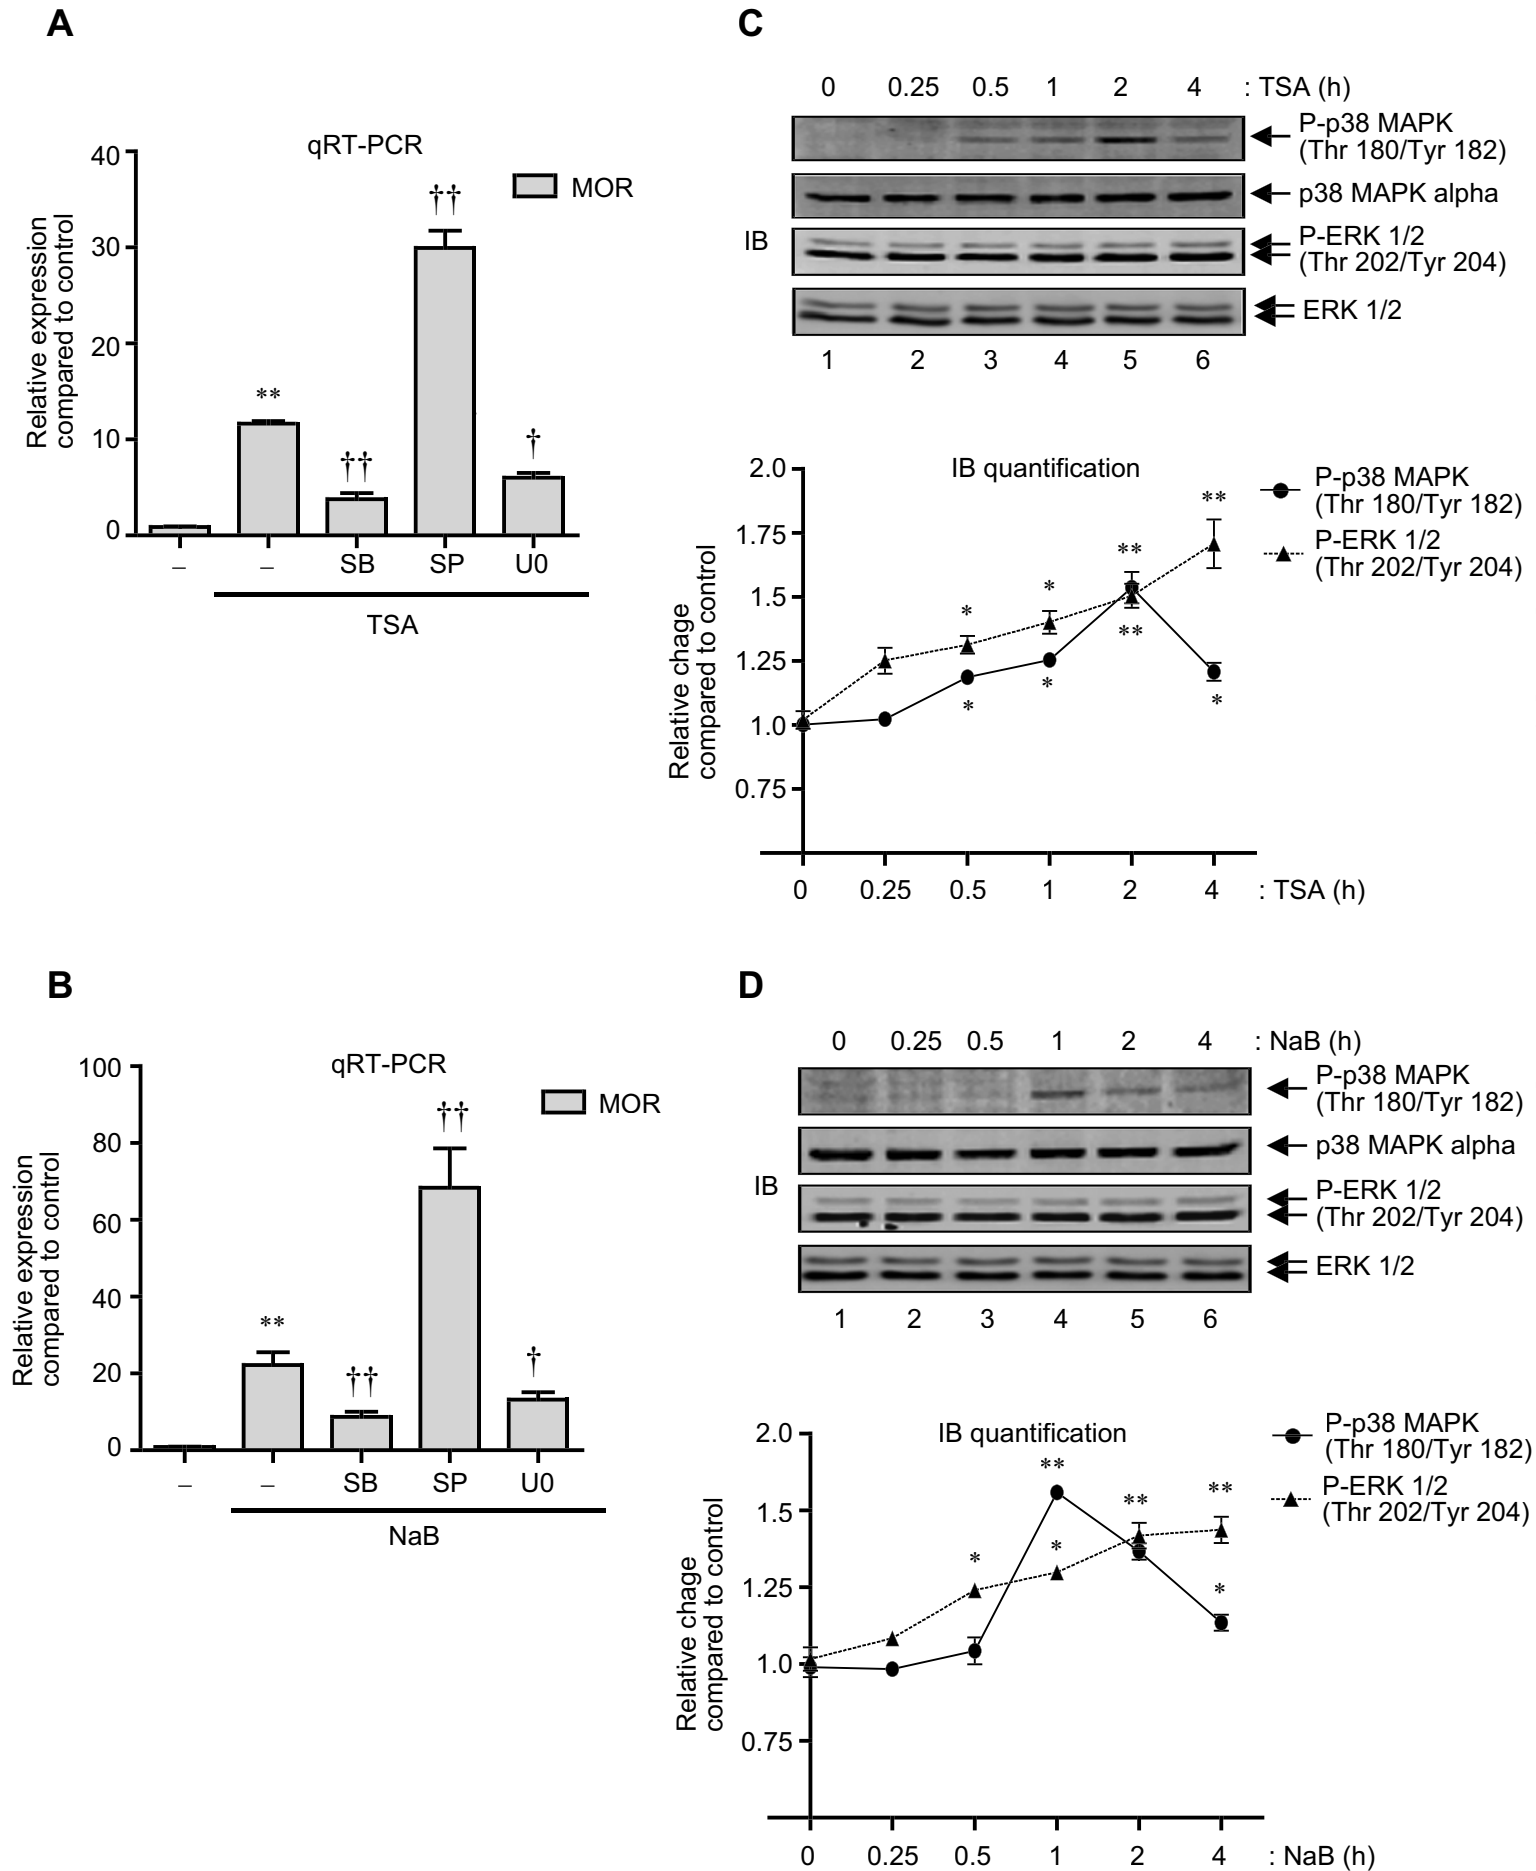 A
qRT-PCR
MOR
Relative expression
compared to control
40
30
20
10
0
**
††
††
†
– – SB SP U0
TSA
C
0 0.25 0.5 1 2 4 : TSA (h)
P-p38 MAPK
(Thr 180/Tyr 182)
p38 MAPK alpha
IB
P-ERK 1/2
(Thr 202/Tyr 204)
ERK 1/2
1 2 3 4 5 6
IB quantification
P-p38 MAPK
(Thr 180/Tyr 182)
P-ERK 1/2
(Thr 202/Tyr 204)
Relative chage
compared to control
2.0
1.75
1.5
1.25
1.0
0.75
* * ** **
* * ** *
0 0.25 0.5 1 2 4 : TSA (h)
B
qRT-PCR
MOR
Relative expression
compared to control
100
80
60
40
20
0
**
††
††
†
– – SB SP U0
NaB
D
0 0.25 0.5 1 2 4 : NaB (h)
P-p38 MAPK
(Thr 180/Tyr 182)
p38 MAPK alpha
IB
P-ERK 1/2
(Thr 202/Tyr 204)
ERK 1/2
1 2 3 4 5 6
IB quantification
P-p38 MAPK
(Thr 180/Tyr 182)
P-ERK 1/2
(Thr 202/Tyr 204)
Relative chage
compared to control
2.0
1.5
1.25
1.0
0.75
** ** **
* * *
0 0.25 0.5 1 2 4 : NaB (h)